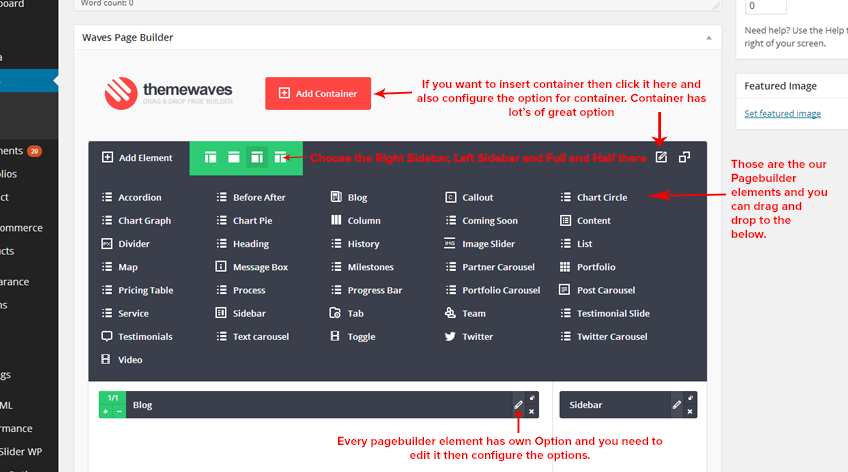 board
Word count: 0
0
Need help? Use the Help t
right of your screen.
Waves Page Builder
a
s
Featured Image
Set featured image
themewaves
DRAG & DROP PAGE BUILDER
Add Container
If you want to insert container then click it here and
also configure the option for container. Container has
lot's of great option
ments 20
olios
ct
ommerce
ucts
arance
ns
gs
ML
rmance
Slider WP
Add Element
Choose the Right Sidebar, Left Sidebar and Full and Half there
Those are the our
Pagebuilder
elements and you
can drag and
drop to the
below.
Accordion Before After Blog Callout Chart Circle
Chart Graph Chart Pie Column Coming Soon Content
Divider Heading History Image Slider List
Map Message Box Milestones Partner Carousel Portfolio
Pricing Table Process Progress Bar Portfolio Carousel Post Carousel
Service Sidebar Tab Team Testimonial Slide
Testimonials Text carousel Toggle Twitter Twitter Carousel
Video
1/1
Blog
Sidebar
Every pagebuilder element has own Option and you need to
edit it then configure the options.